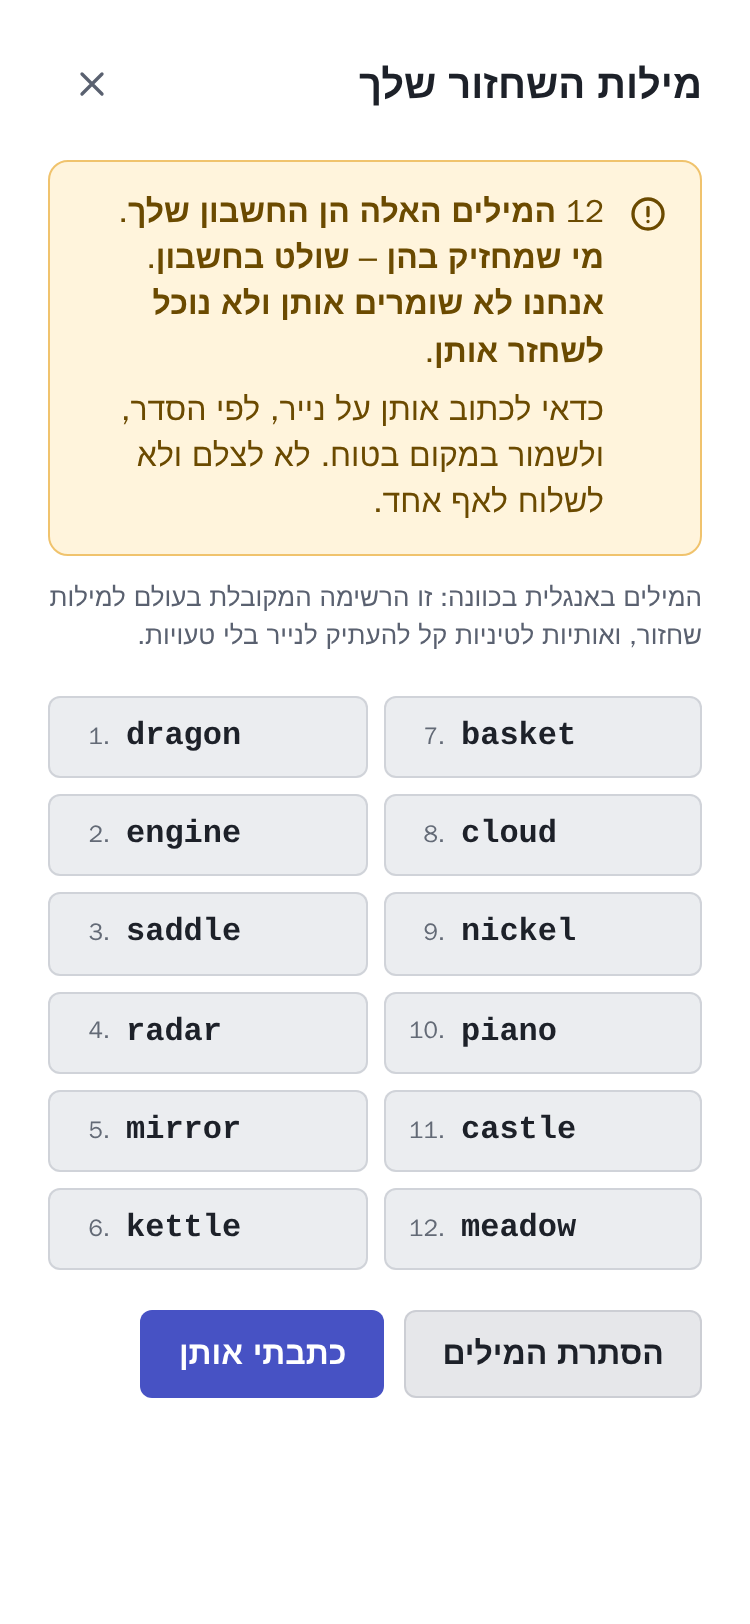 מילות השחזור שלך
12 המילים האלה הן החשבון שלך.
מי שמחזיק בהן – שולט בחשבון.
אנחנו לא שומרים אותן ולא נוכל
לשחזר אותן.
כדאי לכתוב אותן על נייר, לפי הסדר,
ולשמור במקום בטוח. לא לצלם ולא
לשלוח לאף אחד.
המילים באנגלית בכוונה: זו הרשימה המקובלת בעולם למילות
שחזור, ואותיות לטיניות קל להעתיק לנייר בלי טעויות.
1. dragon
2. engine
3. saddle
4. radar
5. mirror
6. kettle
7. basket
8. cloud
9. nickel
10. piano
11. castle
12. meadow
הסתרת המילים
כתבתי אותן